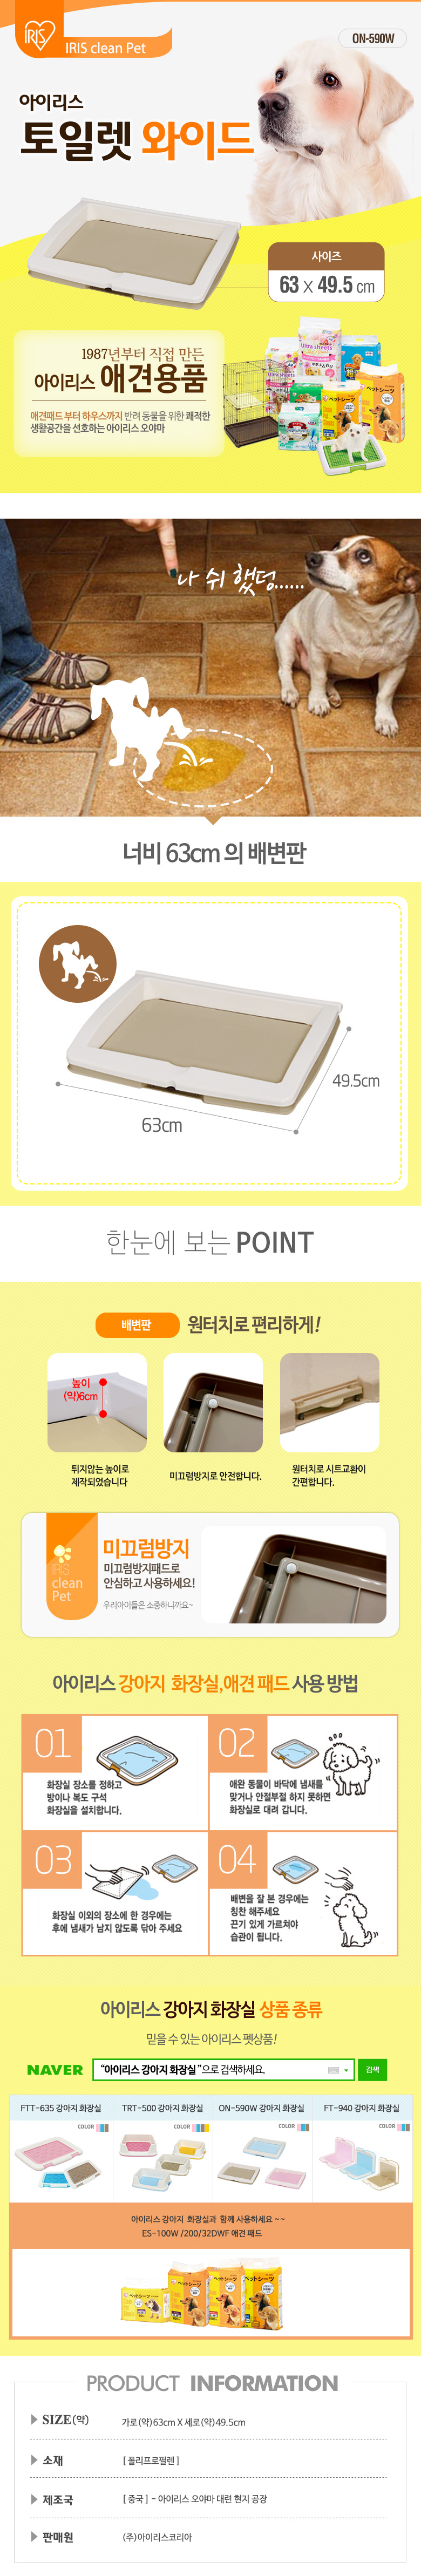 IRIS
IRIS clean Pet
ON-590W
아이리스
토일렛 와이드
사이즈
63 X 49.5 cm
1987년부터 직접 만든
아이리스 애견용품
애견패드 부터 하우스까지 반려 동물을 위한 쾌적한
생활공간을 선호하는 아이리스 오야마
나 쉬 했덩......
너비 63cm 의 배변판
63cm
49.5cm
한눈에 보는 POINT
배변판
원터치로 편리하게!
높이
(약)6cm
튀지않는 높이로
제작되었습니다
미끄럼방지로 안전합니다.
원터치로 시트교환이
간편합니다.
IRIS
clean
Pet
미끄럼방지
미끄럼방지패드로
안심하고 사용하세요!
우리아이들은 소중하니까요~
아이리스 강아지 화장실,애견 패드 사용 방법
01
화장실 장소를 정하고
방이나 복도 구석
화장실을 설치합니다.
02
애완 동물이 바닥에 냄새를
맞거나 안절부절 하지 못하면
화장실로 대려 갑니다.
03
화장실 이외의 장소에 한 경우에는
후에 냄새가 남지 않도록 닦아 주세요
04
배변을 잘 본 경우에는
칭찬 해주세요
끈기 있게 가르쳐야
습관이 됩니다.
아이리스 강아지 화장실 상품 종류
믿을 수 있는 아이리스 펫상품!
NAVER
“아이리스 강아지 화장실 ”으로 검색하세요.
검색
FTT-635 강아지 화장실
TRT-500 강아지 화장실
ON-590W 강아지 화장실
FT-940 강아지 화장실
COLOR
COLOR
COLOR
COLOR
아이리스 강아지 화장실과 함께 사용하세요 ~~
ES-100W /200/32DWF 애견 패드
PRODUCT INFORMATION
SIZE(약)
가로(약)63cm X 세로(약)49.5cm
소재
[ 폴리프로필렌 ]
제조국
[ 중국 ] - 아이리스 오야마 대련 현지 공장
판매원
(주)아이리스코리아